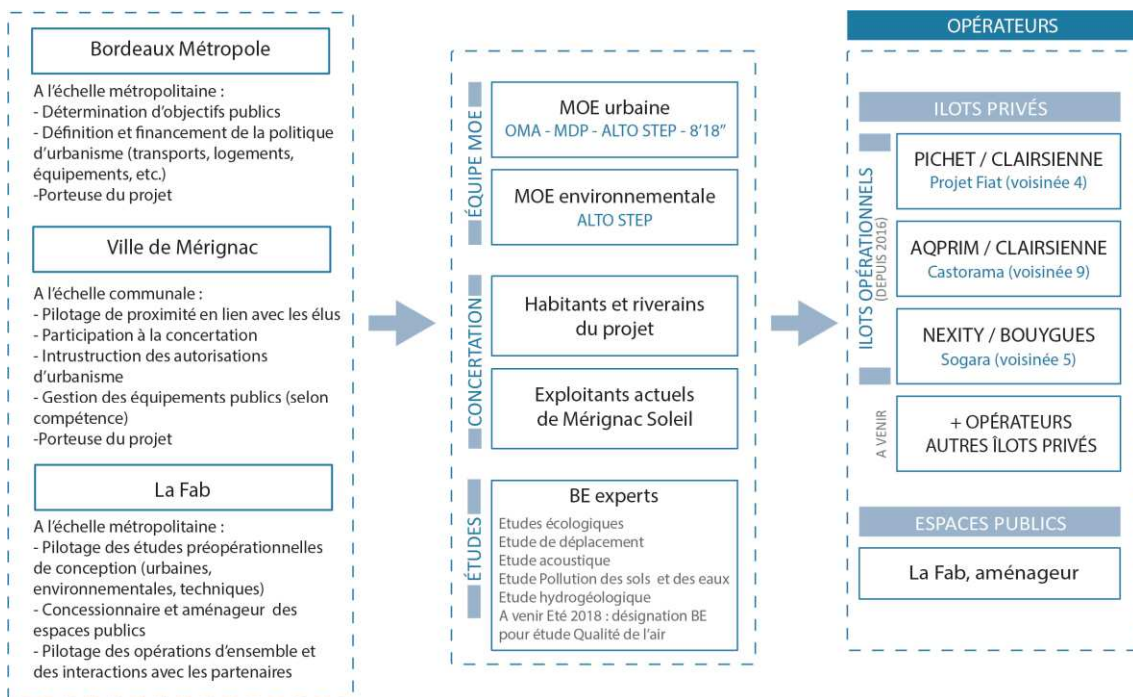 Bordeaux Métropole
A l’échelle métropolitaine :
- Détermination d’objectifs publics
- Définition et financement de la politique
d’urbanisme (transports, logements,
équipements, etc.)
-Porteuse du projet
Ville de Mérignac
A l’échelle communale :
- Pilotage de proximité en lien avec les élus
- Participation à la concertation
- Intrustruction des autorisations
d’urbanisme
- Gestion des équipements publics (selon
compétence)
-Porteuse du projet
La Fab
A l’échelle métropolitaine :
- Pilotage des études préopérationnelles
de conception (urbaines,
environnementales, techniques)
- Concessionnaire et aménageur des
espaces publics
- Pilotage des opérations d’ensemble et
des interactions avec les partenaires
ÉQUIPE MOE
MOE urbaine
OMA - MDP - ALTO STEP - 8’18’’
MOE environnementale
ALTO STEP
CONCERTATION
Habitants et riverains
du projet
Exploitants actuels
de Mérignac Soleil
ÉTUDES
BE experts
Etudes écologiques
Etude de déplacement
Etude acoustique
Etude Pollution des sols et des eaux
Etude hydrogéologique
A venir Eté 2018 : désignation BE
pour étude Qualité de l’air
OPÉRATEURS
ILOTS PRIVÉS
ILOTS OPÉRATIONNELS
(DEPUIS 2016)
PICHET / CLAIRSIENNE
Projet Fiat (voisinée 4)
AQPRIM / CLAIRSIENNE
Castorama (voisinée 9)
NEXITY / BOUYGUES
Sogara (voisinée 5)
A VENIR
+ OPÉRATEURS
AUTRES ÎLOTS PRIVÉS
ESPACES PUBLICS
La Fab, aménageur